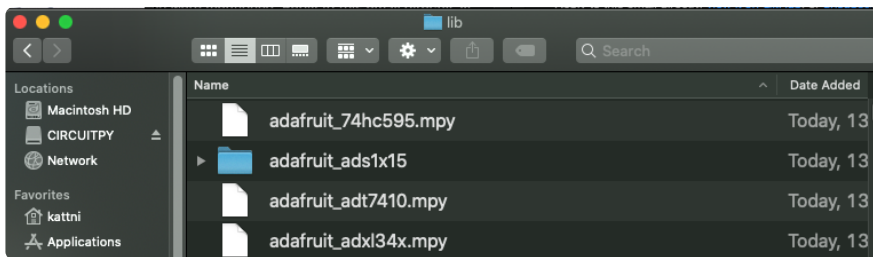 lib
Search
Locations
Macintosh HD
CIRCUITPY
Network
Favorites
kattni
Applications
Name
Date Added
adafruit_74hc595.mpy
Today, 13
adafruit_ads1x15
Today, 13
adafruit_adt7410.mpy
Today, 13
adafruit_adxl34x.mpy
Today, 13